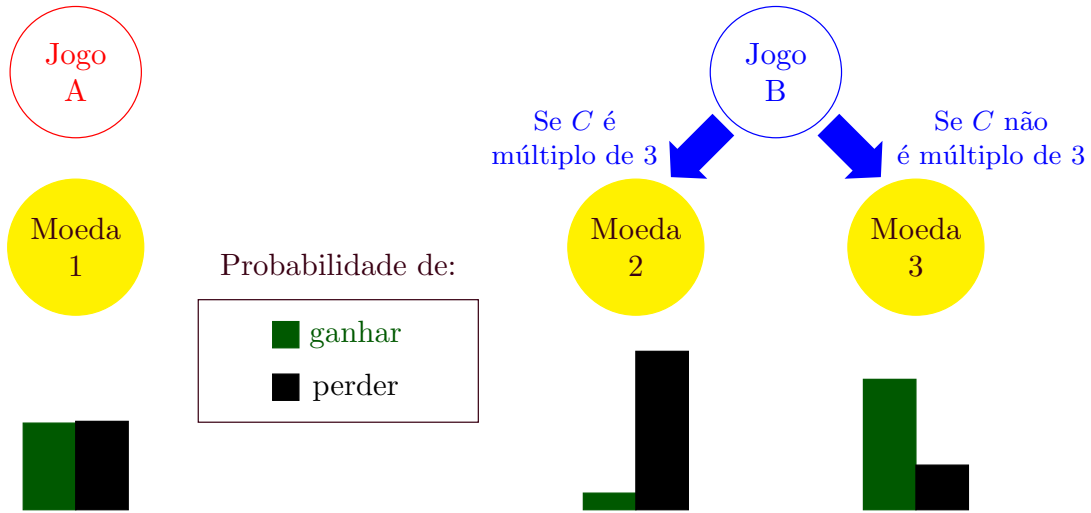 Jogo
A
Jogo
B
Se C é
múltiplo de 3
Se C não
é múltiplo de 3
Moeda
1
Moeda
2
Moeda
3
Probabilidade de:
ganhar
perder